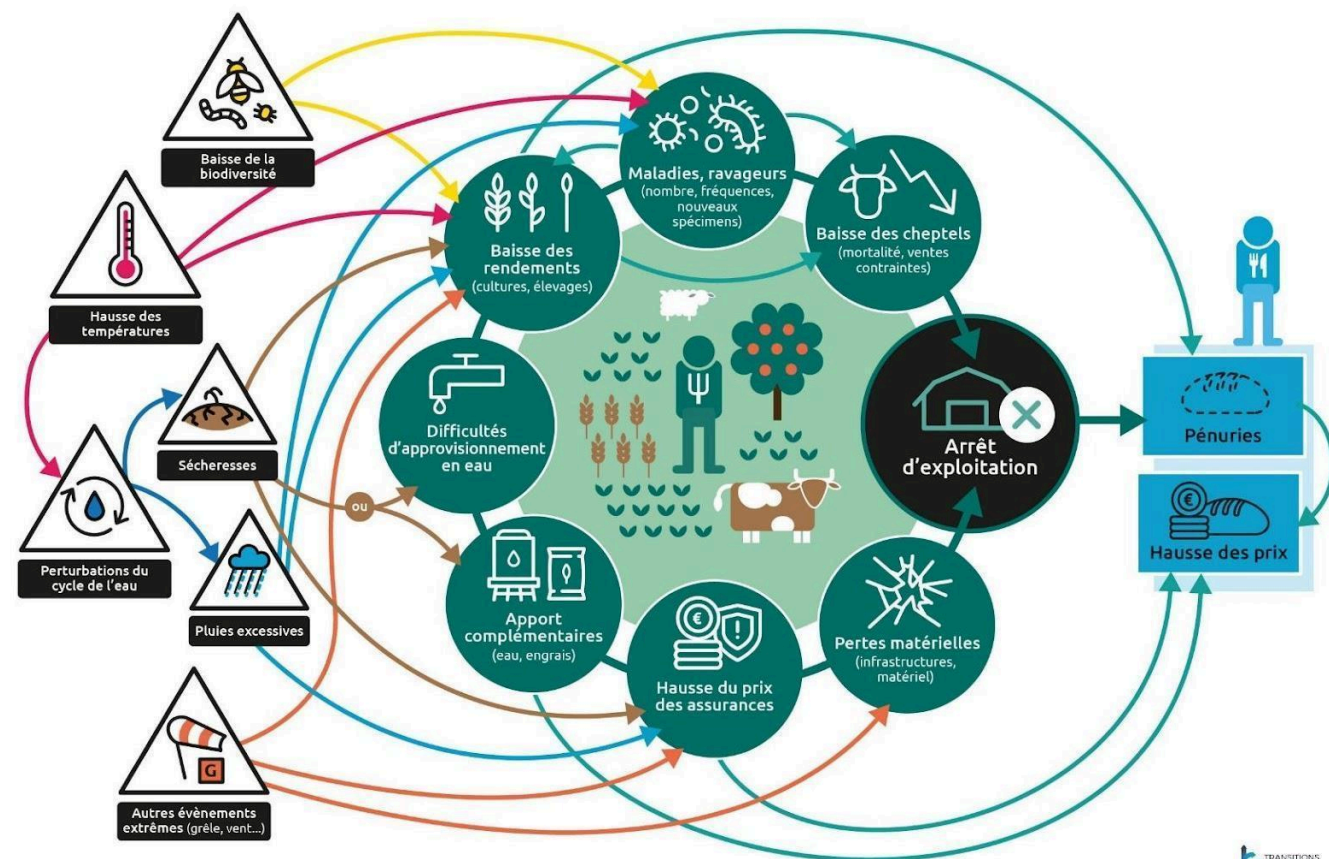 Baisse de la
biodiversité
Hausse des
températures
Sécheresses
Perturbations du
cycle de l'eau
Pluies excessives
G
Autres évènements
extrêmes (grêle, vent...)
Maladies, ravageurs
(nombre, fréquences,
nouveaux
spécimens)
Baisse des
rendements
(cultures, élevages)
Baisse des cheptels
(mortalité, ventes
contraintes)
Difficultés
d'approvisionnement
en eau
ou
Apport
complémentaires
(eau, engrais)
€
Hausse du prix
des assurances
Pertes matérielles
(infrastructures,
matériel)
Arrêt
d'exploitation
Pénuries
€
Hausse des prix
TRANSITIONS